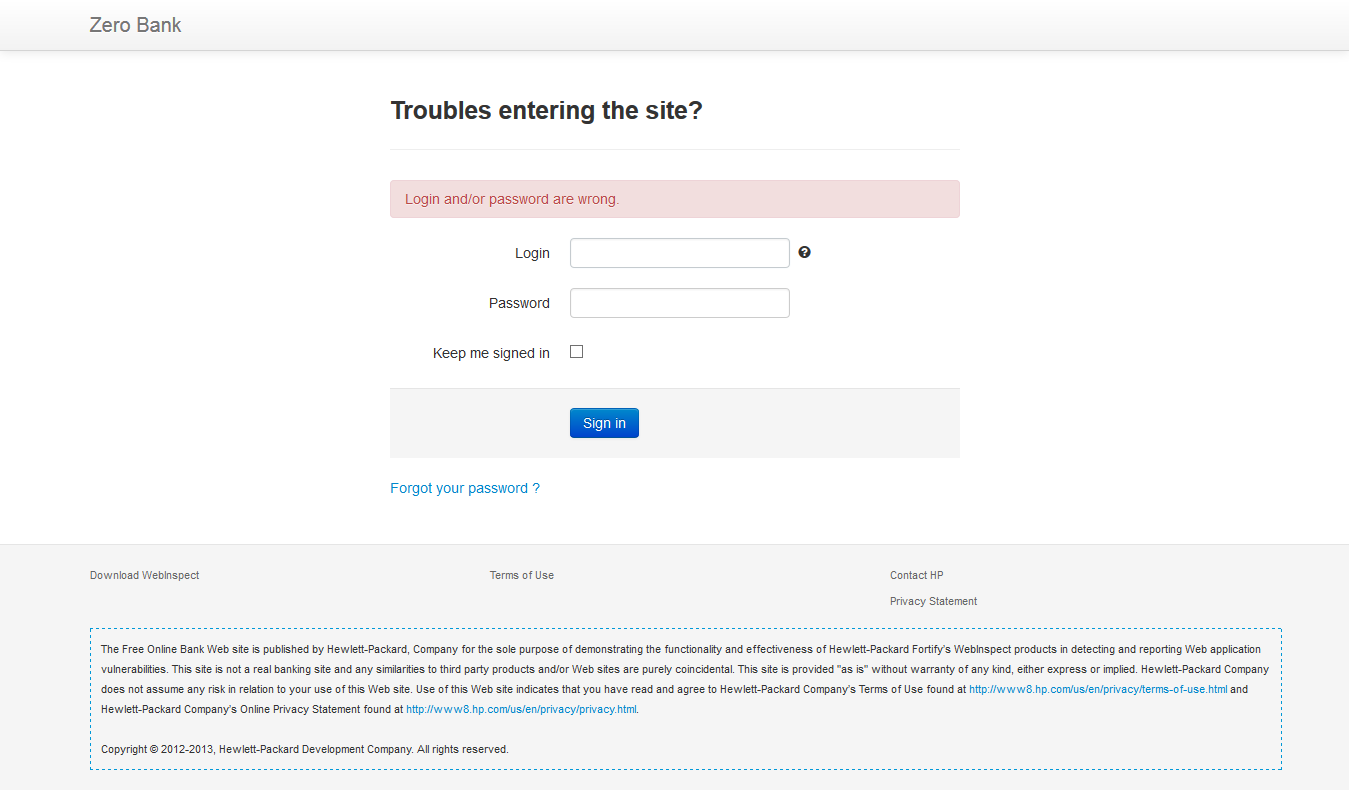 Zero Bank
Troubles entering the site?
Login and/or password are wrong.
Login
Password
Keep me signed in
Sign in
Forgot your password ?
Download WebInspect
Terms of Use
Contact HP
Privacy Statement
The Free Online Bank Web site is published by Hewlett-Packard, Company for the sole purpose of demonstrating the functionality and effectiveness of Hewlett-Packard Fortify's WebInspect products in detecting and reporting Web application
vulnerabilities. This site is not a real banking site and any similarities to third party products and/or Web sites are purely coincidental. This site is provided "as is" without warranty of any kind, either express or implied. Hewlett-Packard Company
does not assume any risk in relation to your use of this Web site. Use of this Web site indicates that you have read and agree to Hewlett-Packard Company's Terms of Use found at http://www8.hp.com/us/en/privacy/terms-of-use.html and
Hewlett-Packard Company's Online Privacy Statement found at http://www8.hp.com/us/en/privacy/privacy.html.
Copyright © 2012-2013, Hewlett-Packard Development Company. All rights reserved.